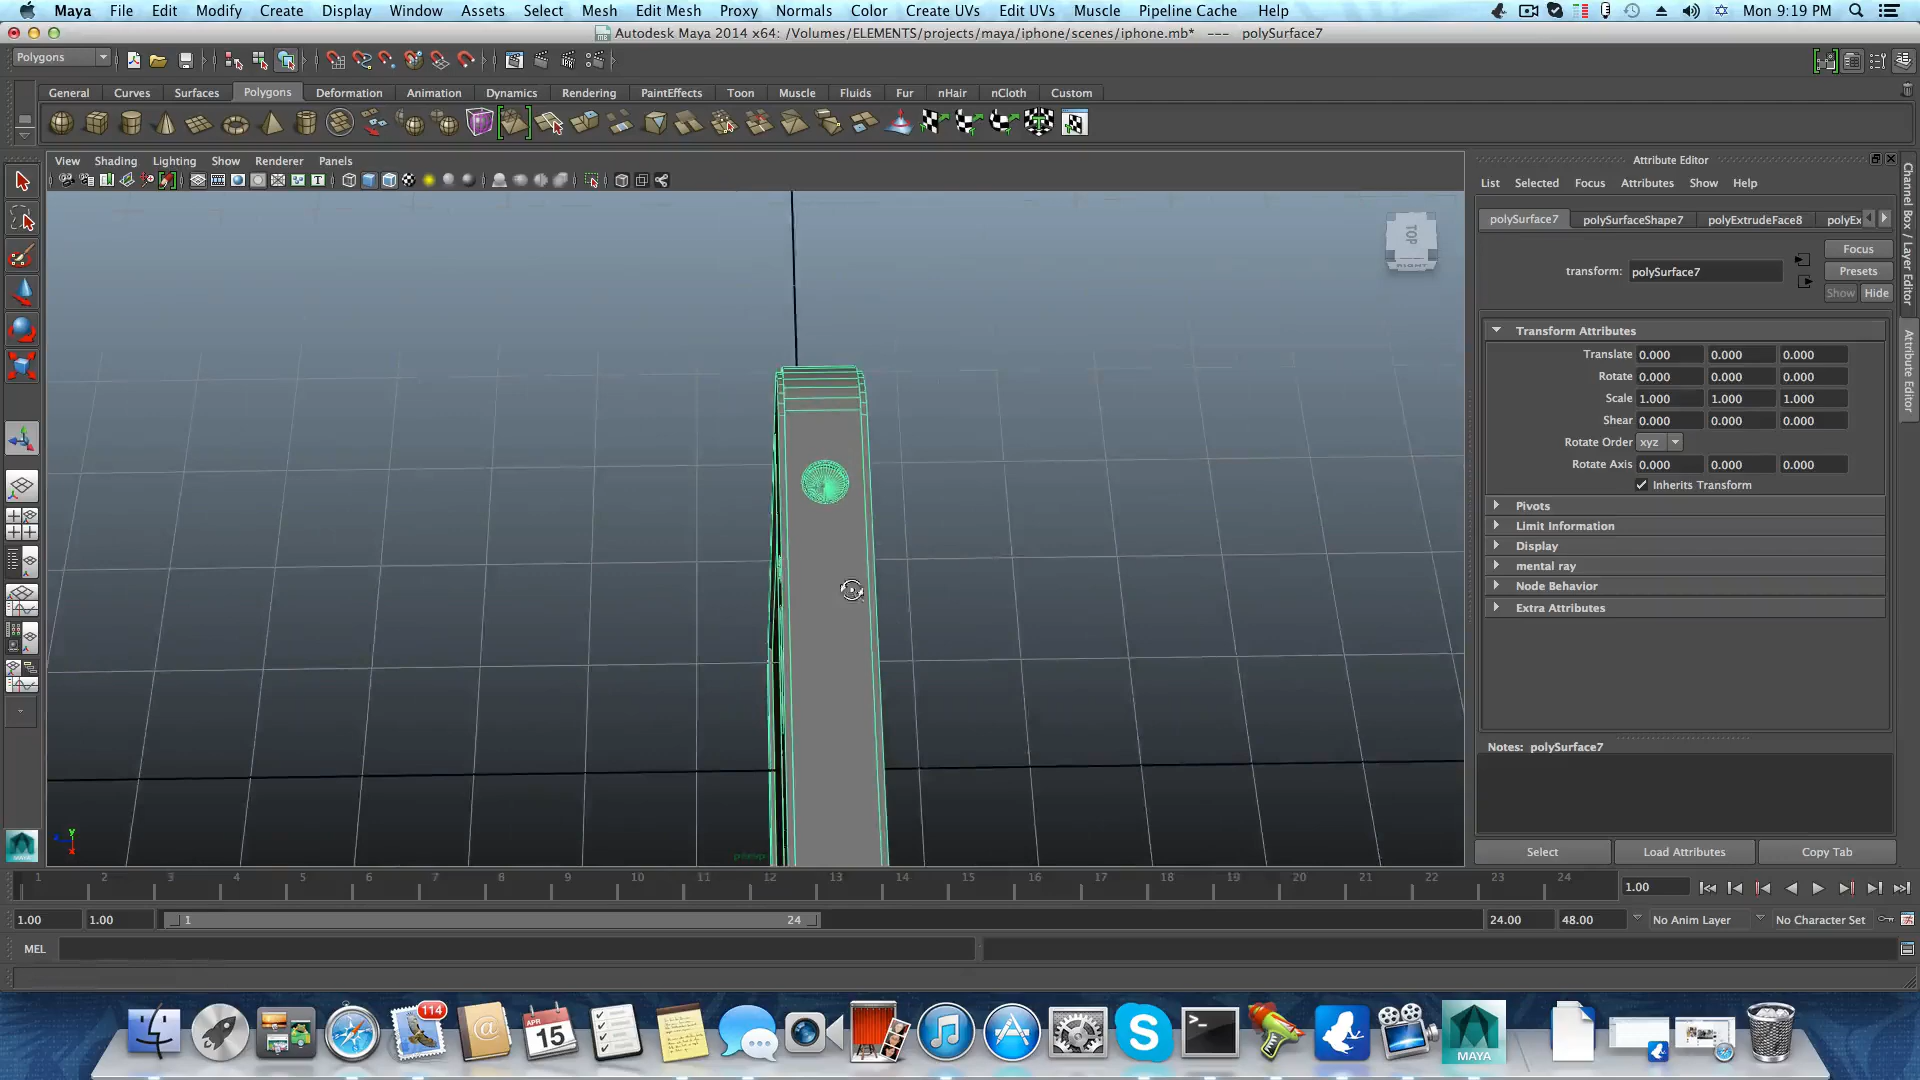 Maya File Edit Modify Create Display Window Assets Select Mesh Edit Mesh Proxy Normals Color Create UVs Edit UVs Muscle Pipeline Cache Help Mon 9:19 PM
Autodesk Maya 2014 x64: /Volumes/ELEMENTS/projects/maya/iphone/scenes/iphone.mb* --- polySurface7
Polygons
General Curves Surfaces Polygons Deformation Animation Dynamics Rendering PaintEffects Toon Muscle Fluids Fur nHair nCloth Custom
View Shading Lighting Show Renderer Panels
Attribute Editor
List Selected Focus Attributes Show Help
polySurface7 polySurfaceShape7 polyExtrudeFace8 polyEx
Focus
transform: polySurface7
Presets
Show Hide
Transform Attributes
Translate 0.000 0.000 0.000
Rotate 0.000 0.000 0.000
Scale 1.000 1.000 1.000
Shear 0.000 0.000 0.000
Rotate Order xyz
Rotate Axis 0.000 0.000 0.000
Inherits Transform
Pivots
Limit Information
Display
mental ray
Node Behavior
Extra Attributes
Notes: polySurface7
Select Load Attributes Copy Tab
Channel Box / Layer Editor
Attribute Editor
TOP
RIGHT
y
z
x
1 2 3 4 5 6 7 8 9 10 11 12 13 14 15 16 17 18 19 20 21 22 23 24 1.00
1.00 1.00 1 24 24.00 48.00 No Anim Layer No Character Set
MEL
114
APR
15
MAYA